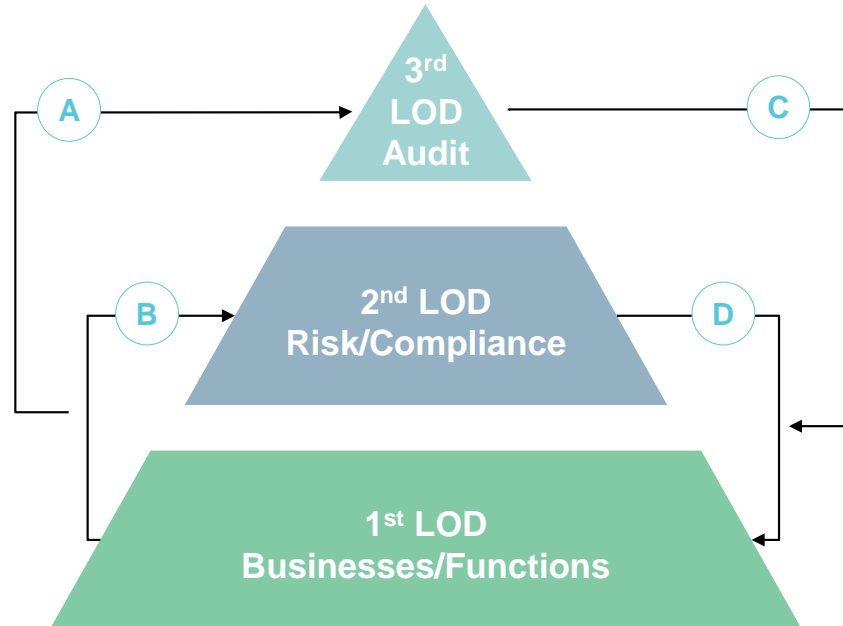 3rd
LOD
Audit
A
C
2nd LOD
Risk/Compliance
B
D
1st LOD
Businesses/Functions